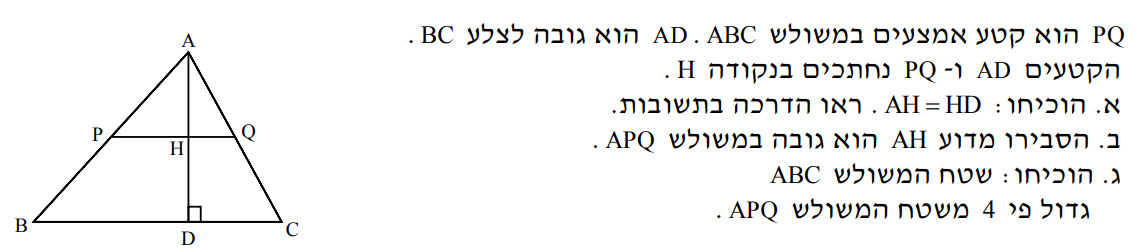 PQ הוא קטע אמצעים במשולש ABC. AD הוא גובה לצלע BC.
הקטעים AD ו- PQ נחתכים בנקודה H.
א. הוכיחו: AH = HD. ראו הדרכה בתשובות.
ב. הסבירו מדוע AH הוא גובה במשולש APQ.
ג. הוכיחו: שטח המשולש ABC
גדול פי 4 משטח המשולש APQ.
A
P
Q
H
B
D
C